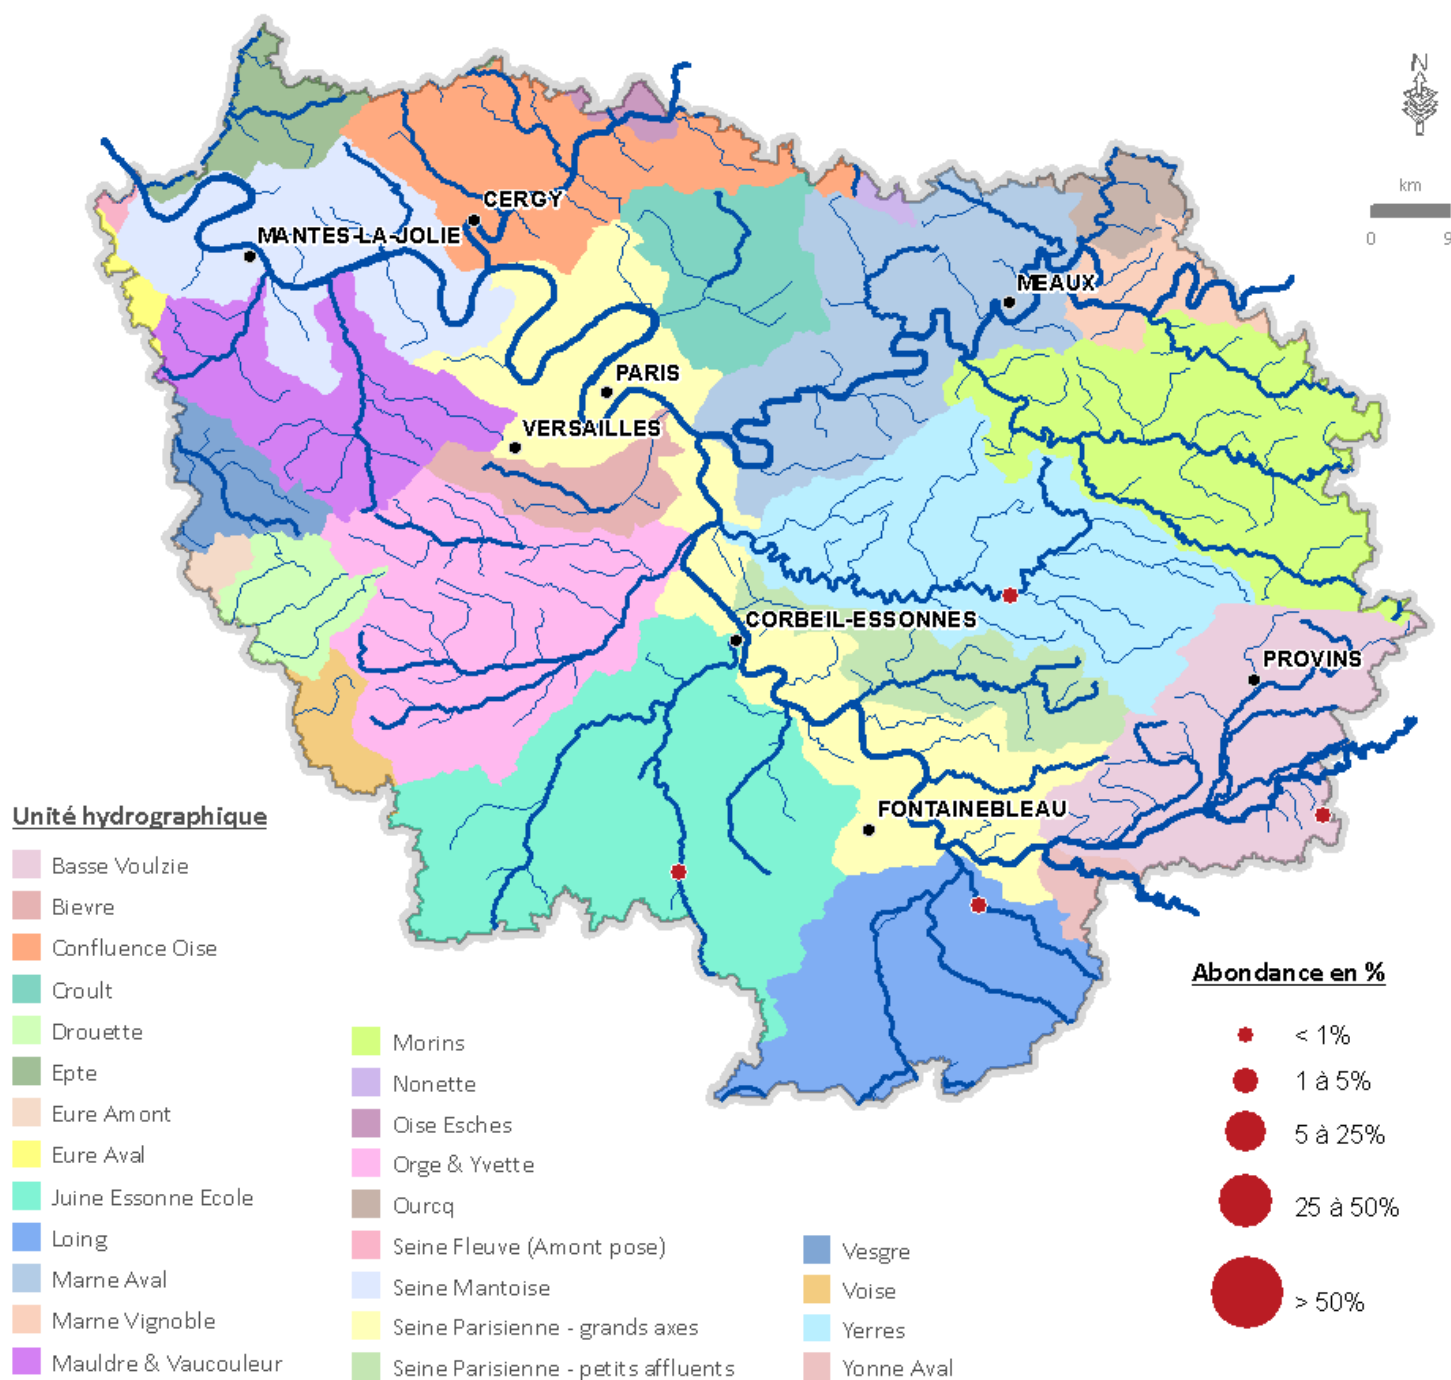 N
km
0 9
CERGY
MANTES-LA-JOLIE
MEAUX
PARIS
VERSAILLES
CORBEIL-ESSONNES
PROVINS
FONTAINEBLEAU
Unité hydrographique
Basse Voulzie
Bievre
Confluence Oise
Croult
Drouette
Epte
Eure Amont
Eure Aval
Juine Essonne Ecole
Loing
Marne Aval
Marne Vignoble
Mauldre & Vaucouleur
Morins
Nonette
Oise Esches
Orge & Yvette
Ourcq
Seine Fleuve (Amont pose)
Seine Mantoise
Seine Parisienne - grands axes
Seine Parisienne - petits affluents
Vesgre
Voise
Yerres
Yonne Aval
Abondance en %
< 1%
1 à 5%
5 à 25%
25 à 50%
> 50%